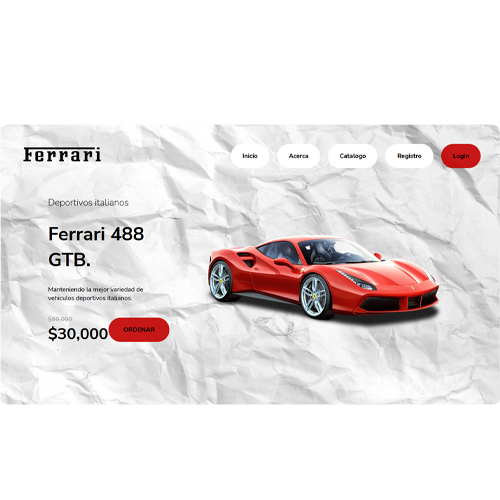 Ferrari
Inicio
Acerca
Catalogo
Registro
Login
Deportivos italianos
Ferrari 488
GTB.
Manteniendo la mejor variedad de
vehículos deportivos italianos.
$80,000
$30,000
ORDENAR